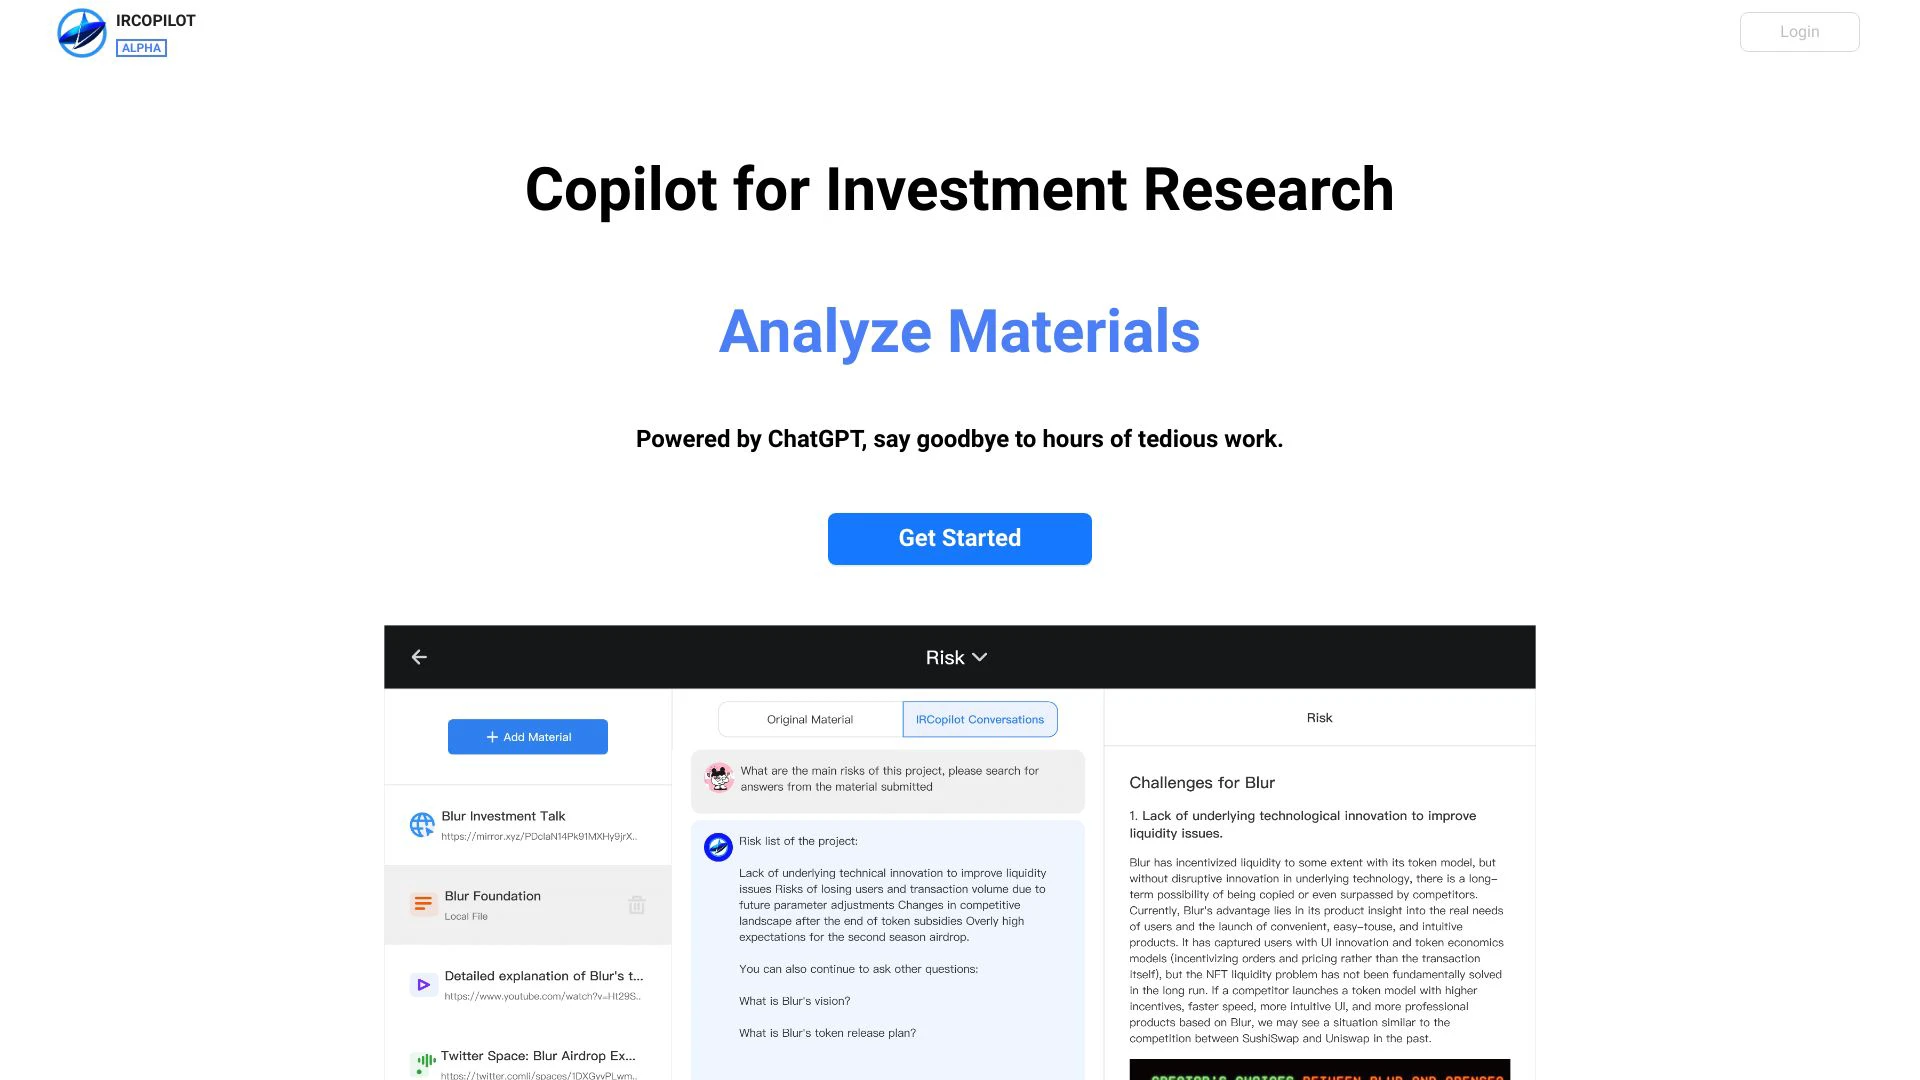 IRCOPILOT
ALPHA
Login
Copilot for Investment Research
Analyze Materials
Powered by ChatGPT, say goodbye to hours of tedious work.
Get Started
Risk
Add Material
Blur Investment Talk
https://mirror.xyz/PDclaN14Pk91MXHy9jrX..
Blur Foundation
Local File
Detailed explanation of Blur's t...
https://www.youtube.com/watch?v=Ht29S..
Twitter Space: Blur Airdrop Ex...
https://twitter.comli/spaces/1DXGyvPLwm..
Original Material
IRCopilot Conversations
What are the main risks of this project, please search for
answers from the material submitted
Risk list of the project:
Lack of underlying technical innovation to improve liquidity
issues Risks of losing users and transaction volume due to
future parameter adjustments Changes in competitive
landscape after the end of token subsidies Overly high
expectations for the second season airdrop.
You can also continue to ask other questions:
What is Blur's vision?
What is Blur's token release plan?
Risk
Challenges for Blur
1. Lack of underlying technological innovation to improve
liquidity issues.
Blur has incentivized liquidity to some extent with its token model, but
without disruptive innovation in underlying technology, there is a long-
term possibility of being copied or even surpassed by competitors.
Currently, Blur's advantage lies in its product insight into the real needs
of users and the launch of convenient, easy-touse, and intuitive
products. It has captured users with UI innovation and token economics
models (incentivizing orders and pricing rather than the transaction
itself), but the NFT liquidity problem has not been fundamentally solved
in the long run. If a competitor launches a token model with higher
incentives, faster speed, more intuitive UI, and more professional
products based on Blur, we may see a situation similar to the
competition between SushiSwap and Uniswap in the past.
CREATOR'S CHOICES BETWEEN BLUR AND OPENSEA